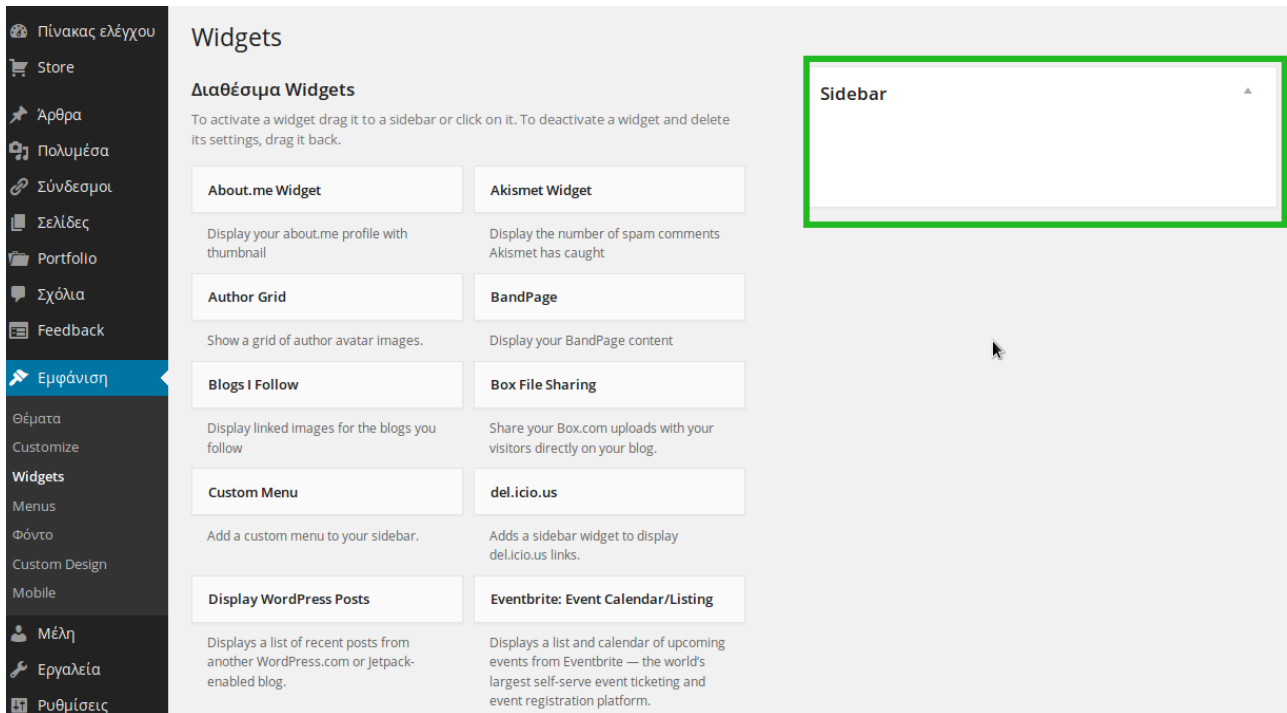 Πίνακας ελέγχου
Store
Άρθρα
Πολυμέσα
Σύνδεσμοι
Σελίδες
Portfolio
Σχόλια
Feedback
Εμφάνιση
Θέματα
Customize
Widgets
Menus
Φόντο
Custom Design
Mobile
Μέλη
Εργαλεία
Ρυθμίσεις
Widgets
Διαθέσιμα Widgets
To activate a widget drag it to a sidebar or click on it. To deactivate a widget and delete
its settings, drag it back.
About.me Widget
Display your about.me profile with
thumbnail
Akismet Widget
Display the number of spam comments
Akismet has caught
Author Grid
Show a grid of author avatar images.
BandPage
Display your BandPage content
Blogs I Follow
Display linked images for the blogs you
follow
Box File Sharing
Share your Box.com uploads with your
visitors directly on your blog.
Custom Menu
Add a custom menu to your sidebar.
del.icio.us
Adds a sidebar widget to display
del.icio.us links.
Display WordPress Posts
Displays a list of recent posts from
another WordPress.com or Jetpack-
enabled blog.
Eventbrite: Event Calendar/Listing
Displays a list and calendar of upcoming
events from Eventbrite — the world's
largest self-serve event ticketing and
event registration platform.
Sidebar